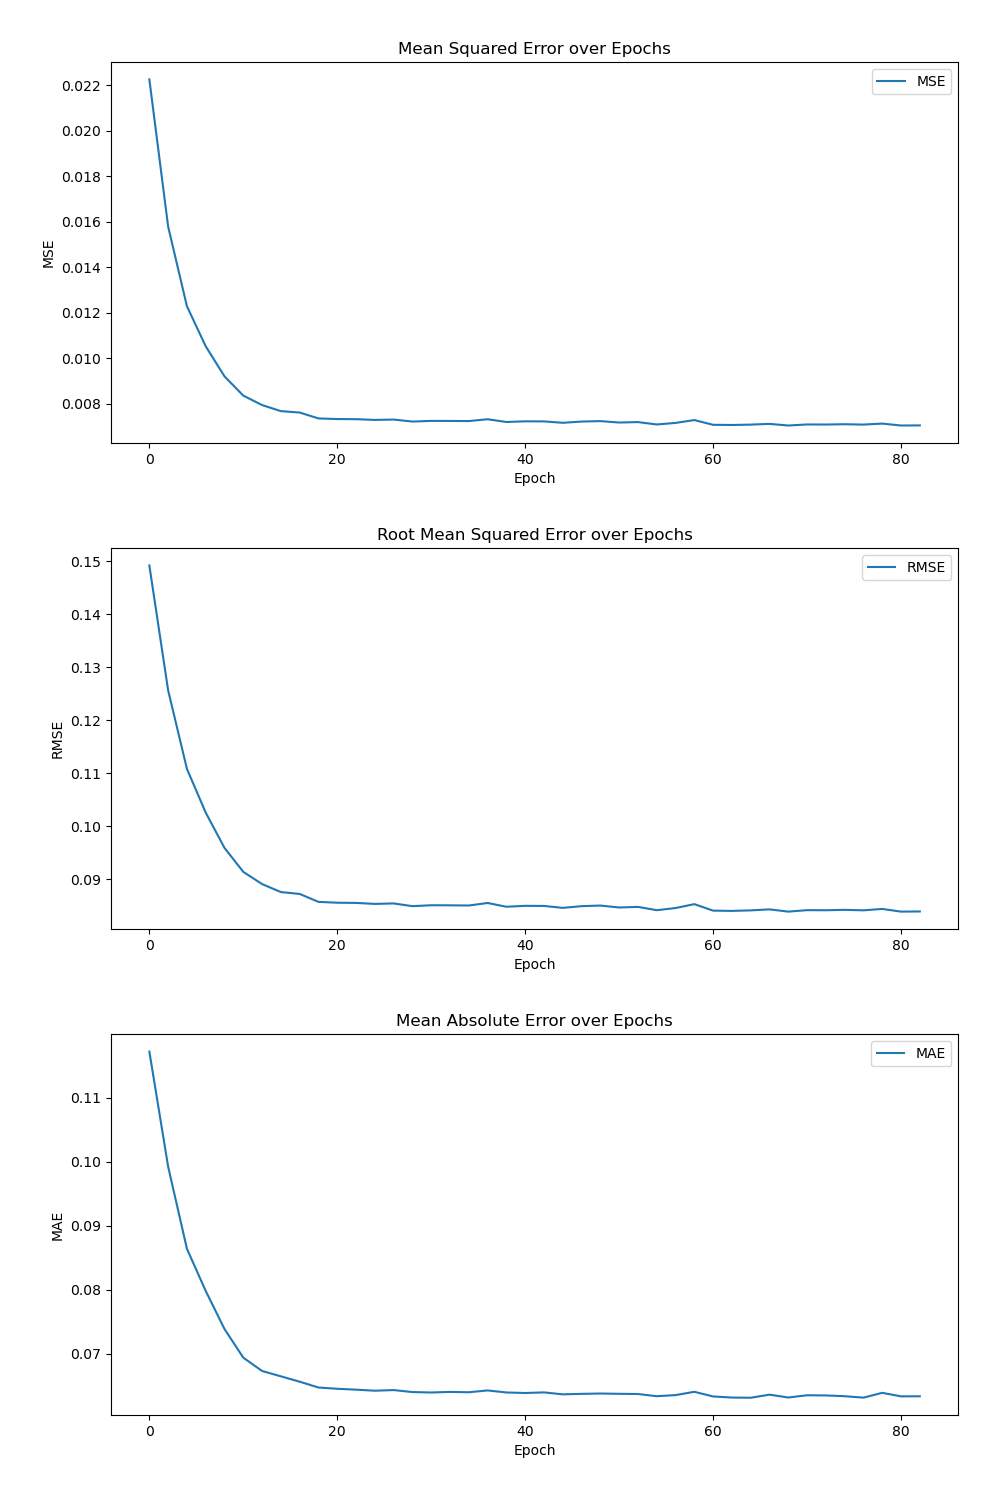 Mean Squared Error over Epochs
MSE
0.022
0.020
0.018
0.016
0.014
0.012
0.010
0.008
MSE
0 20 40 60 80
Epoch
Root Mean Squared Error over Epochs
RMSE
0.15
0.14
0.13
0.12
0.11
0.10
0.09
RMSE
0 20 40 60 80
Epoch
Mean Absolute Error over Epochs
MAE
0.11
0.10
0.09
0.08
0.07
MAE
0 20 40 60 80
Epoch